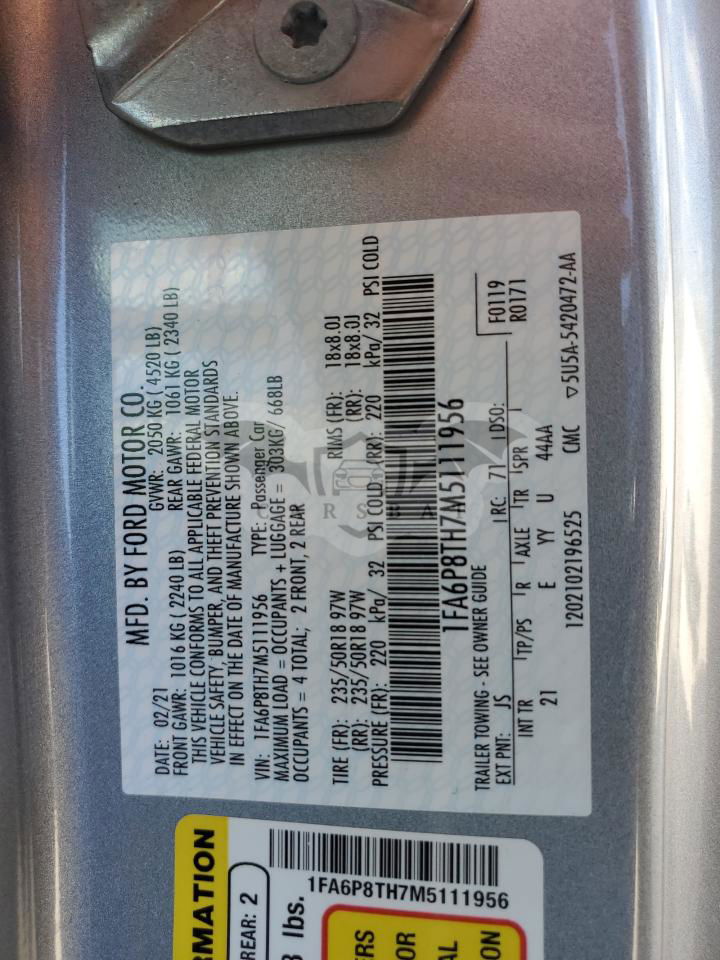 MFD. BY FORD MOTOR CO.
DATE: 02/21 GVWR: 2050 KG ( 4520 LB)
FRONT GAWR: 1016 KG ( 2240 LB) REAR GAWR: 1061 KG ( 2340 LB)
THIS VEHICLE CONFORMS TO ALL APPLICABLE FEDERAL MOTOR
VEHICLE SAFETY, BUMPER, AND THEFT PREVENTION STANDARDS
IN EFFECT ON THE DATE OF MANUFACTURE SHOWN ABOVE.
VIN: 1FA6P8TH7M5111956 TYPE: Passenger Car
MAXIMUM LOAD = OCCUPANTS + LUGGAGE = 303KG/ 668LB
OCCUPANTS = 4 TOTAL; 2 FRONT, 2 REAR
TIRE (FR): 235/50R18 97W RIMS (FR): 18x8.0J
(RR): 235/50R18 97W (RR): 18x8.0J
PRESSURE (FR): 220 kPa/ 32 PSI COLD (RR): 220 kPa/ 32 PSI COLD
1FA6P8TH7M5111956
TRAILER TOWING - SEE OWNER GUIDE F0119
EXT PNT: JS RC: 71 DSO: R0171
INT TR TP/PS R AXLE TR SPR
21 E YY U 44AA
1202102196525 CMC ▽5U5A-5420472-AA
RMATION
REAR: 2
lbs.
1FA6P8TH7M5111956
ERS
OR
AL
ON